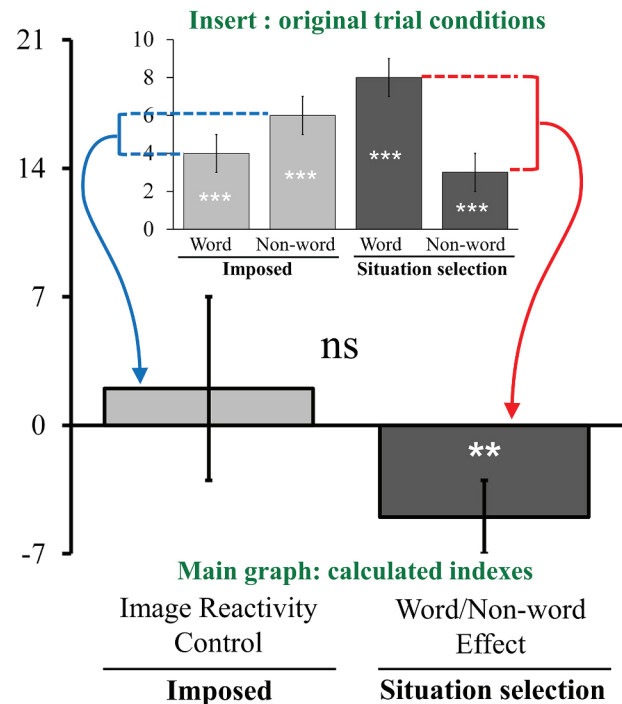 Insert : original trial conditions
21
14
7
0
-7
10
8
6
4
2
0
***
***
***
***
Word
Non-word
Word
Non-word
Imposed
Situation selection
ns
**
Main graph: calculated indexes
Image Reactivity
Control
Word/Non-word
Effect
Imposed
Situation selection